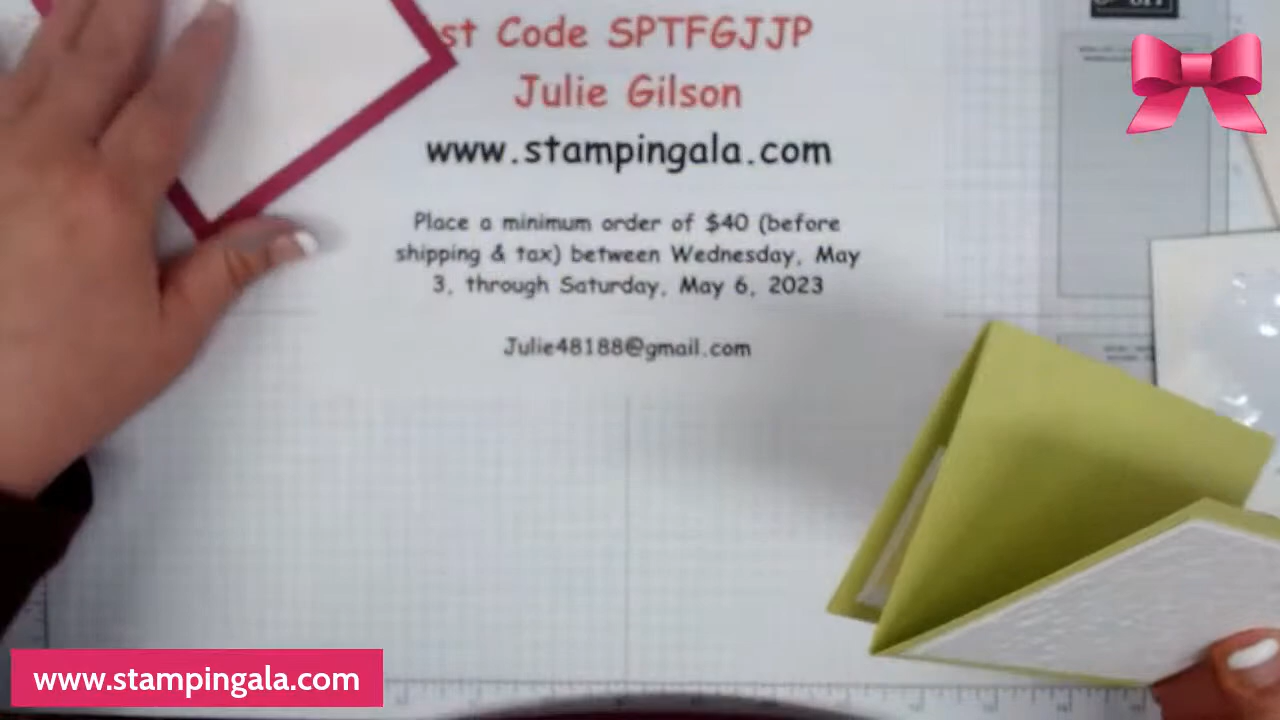 st Code SPTFGJJP
Julie Gilson
www.stampingala.com
Place a minimum order of $40 (before
shipping & tax) between Wednesday, May
3, through Saturday, May 6, 2023
Julie48188@gmail.com
www.stampingala.com